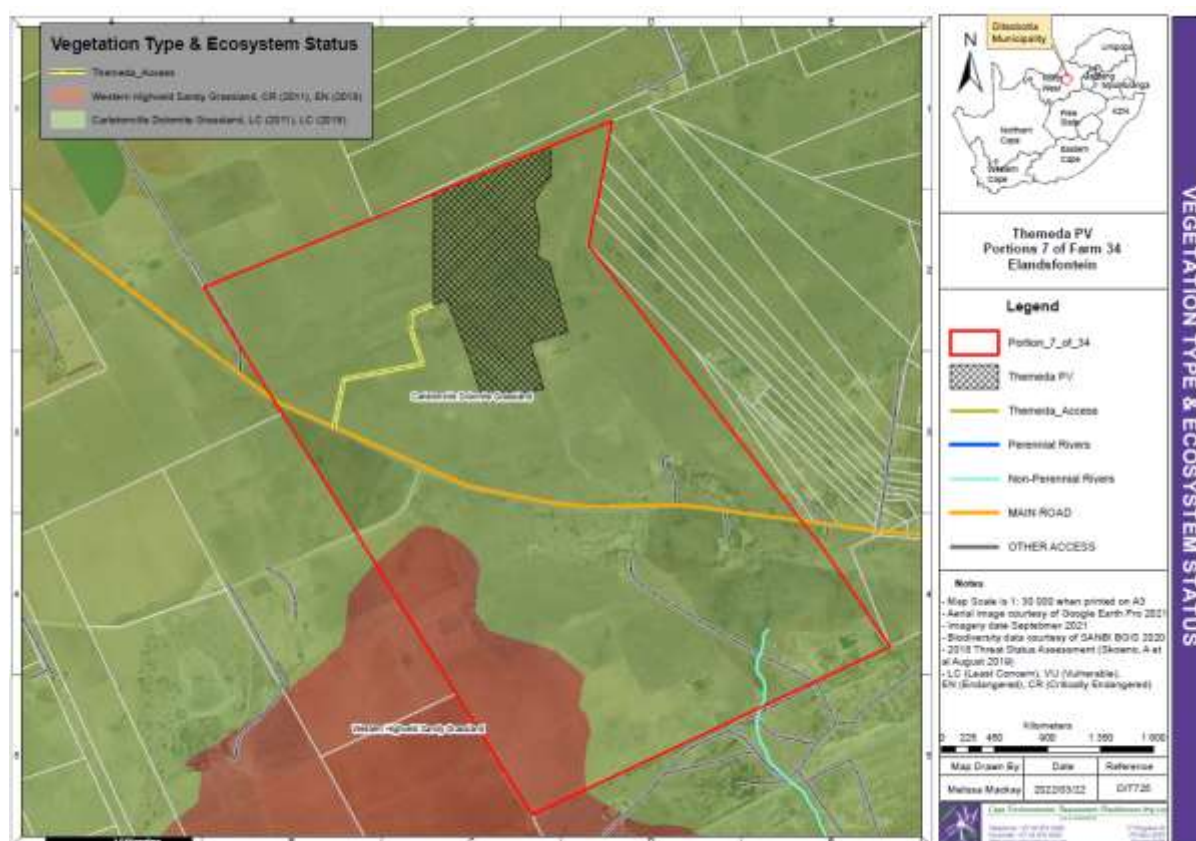 Vegetation Type & Ecosystem Status
Themeda_Access
Western Highveld Sandy Grassland, CR (2011), EN (2018)
Carletonville Dolomite Grassland, LC (2011), LC (2018)
Carletonville Dolomite Grassland
Western Highveld Sandy Grassland
N
Ditsobotla
Municipality
Limpopo
North
West
Gauteng
Mpumalanga
Free
State
KZN
Northern
Cape
Eastern
Cape
Western
Cape
Themeda PV
Portions 7 of Farm 34
Elandsfontein
Legend
Portion_7_of_34
Themeda PV
Themeda_Access
Perennial Rivers
Non-Perennial Rivers
MAIN ROAD
OTHER ACCESS
Notes
- Map Scale is 1: 30 000 when printed on A3
- Aerial image courtesy of Google Earth Pro 2021
- Imagery date September 2021
- Biodiversity data courtesy of SANBI BGIS 2020
- 2018 Threat Status Assessment (Skowno, A et
al August 2019)
- LC (Least Concern), VU (Vulnerable),
EN (Endangered), CR (Critically Endangered)
Kilometers
0 225 450 900 1 350 1 800
Map Drawn By Date Reference
Melissa Mackay 2022/03/22 DIT726
VEGETATION TYPE & ECOSYSTEM STATUS